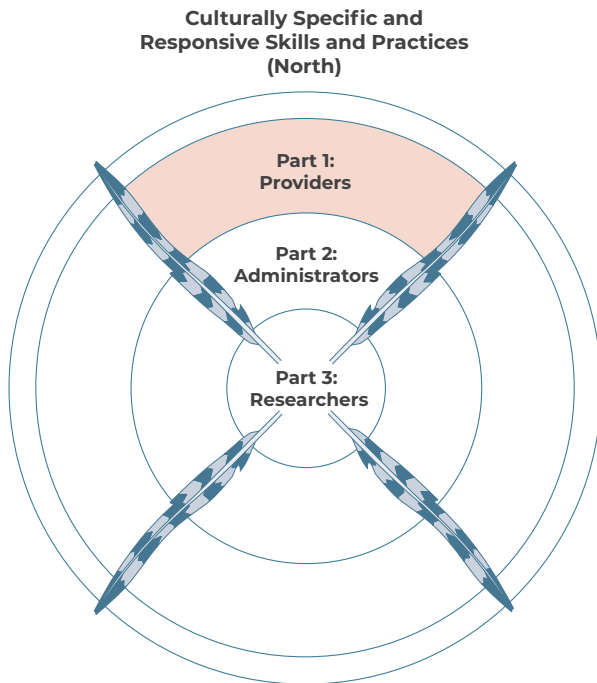 Culturally Specific and
Responsive Skills and Practices
(North)
Part 1:
Providers
Part 2:
Administrators
Part 3:
Researchers